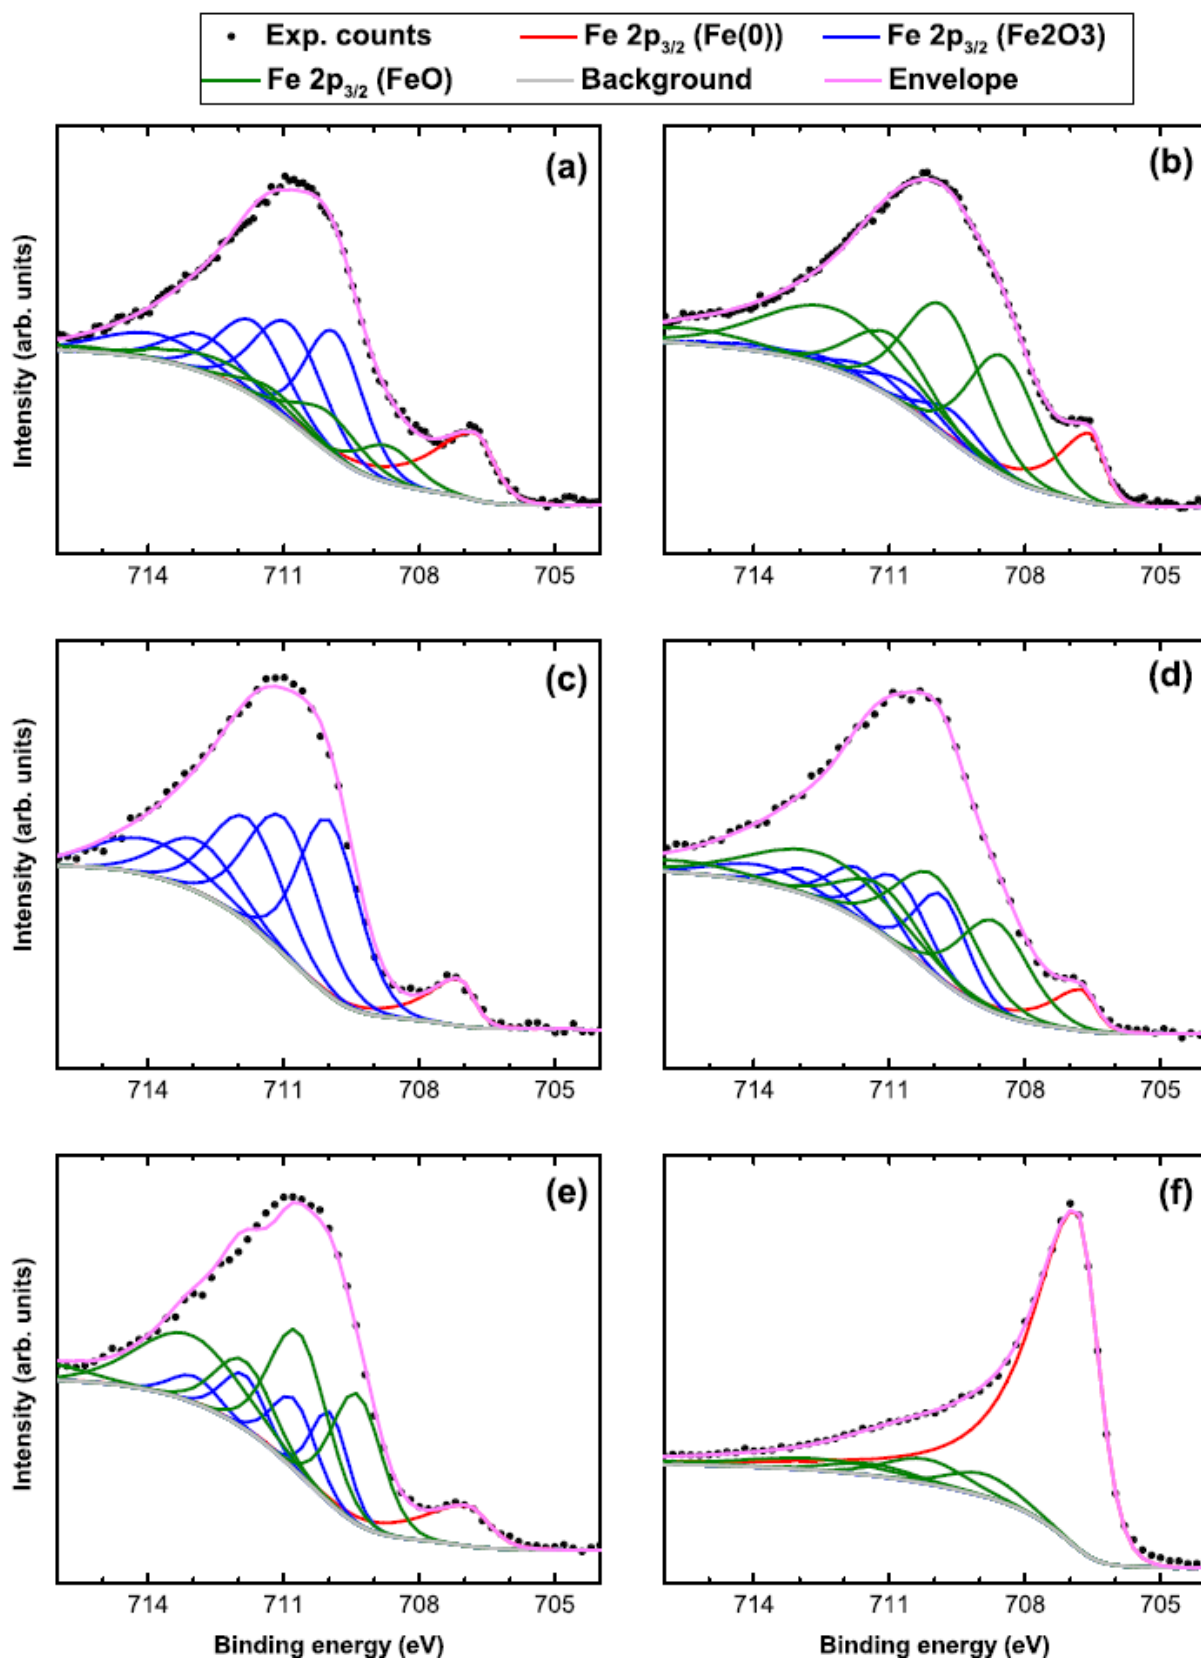 Exp. counts Fe 2p3/2 (Fe(0)) Fe 2p3/2 (Fe2O3)
Fe 2p3/2 (FeO) Background Envelope
(a) (b)
Intensity (arb. units)
714 711 708 705 714 711 708 705
(c) (d)
Intensity (arb. units)
714 711 708 705 714 711 708 705
(e) (f)
Intensity (arb. units)
714 711 708 705 714 711 708 705
Binding energy (eV) Binding energy (eV)